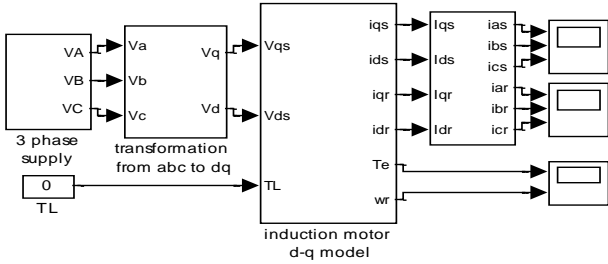 VA
VB
VC
3 phase
supply
Va
Vb
Vc
Vq
Vd
transformation
from abc to dq
0
TL
Vqs
Vds
TL
iqs
ids
iqr
idr
Te
wr
induction motor
d-q model
Iqs
Ids
Iqr
Idr
ias
ibs
ics
iar
ibr
icr